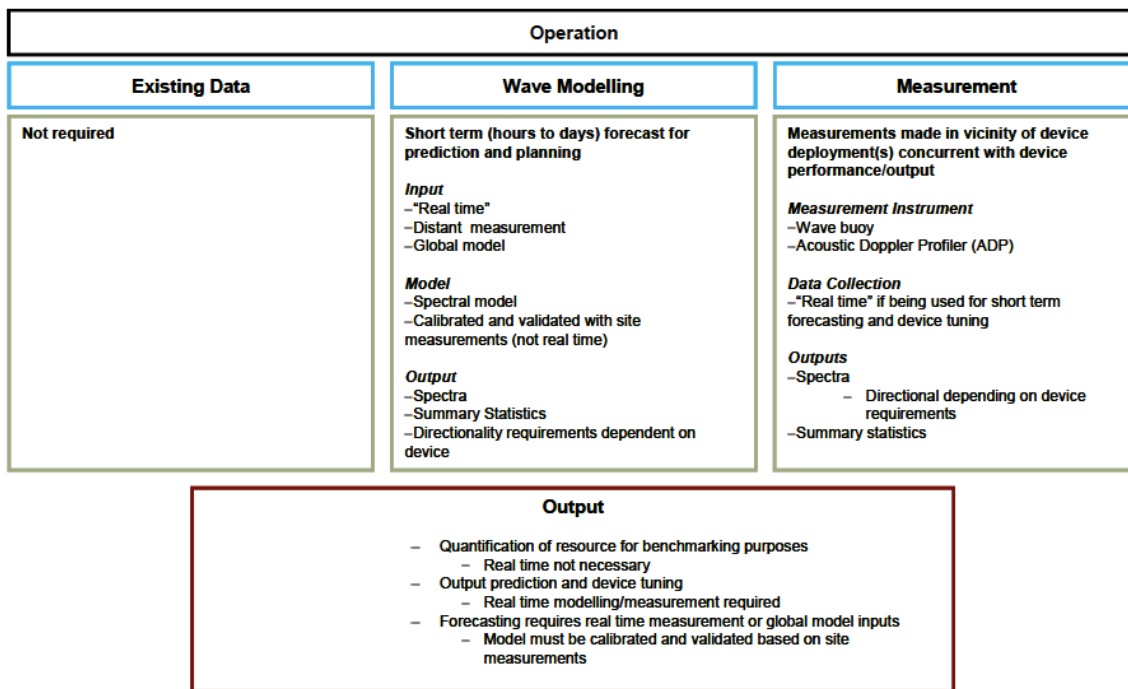 Operation
Existing Data
Not required
Wave Modelling
Short term (hours to days) forecast for
prediction and planning
Input
–“Real time”
–Distant measurement
–Global model
Model
–Spectral model
–Calibrated and validated with site
measurements (not real time)
Output
–Spectra
–Summary Statistics
–Directionality requirements dependent on
device
Measurement
Measurements made in vicinity of device
deployment(s) concurrent with device
performance/output
Measurement Instrument
–Wave buoy
–Acoustic Doppler Profiler (ADP)
Data Collection
–“Real time” if being used for short term
forecasting and device tuning
Outputs
–Spectra
– Directional depending on device
requirements
–Summary statistics
Output
– Quantification of resource for benchmarking purposes
– Real time not necessary
– Output prediction and device tuning
– Real time modelling/measurement required
– Forecasting requires real time measurement or global model inputs
– Model must be calibrated and validated based on site
measurements